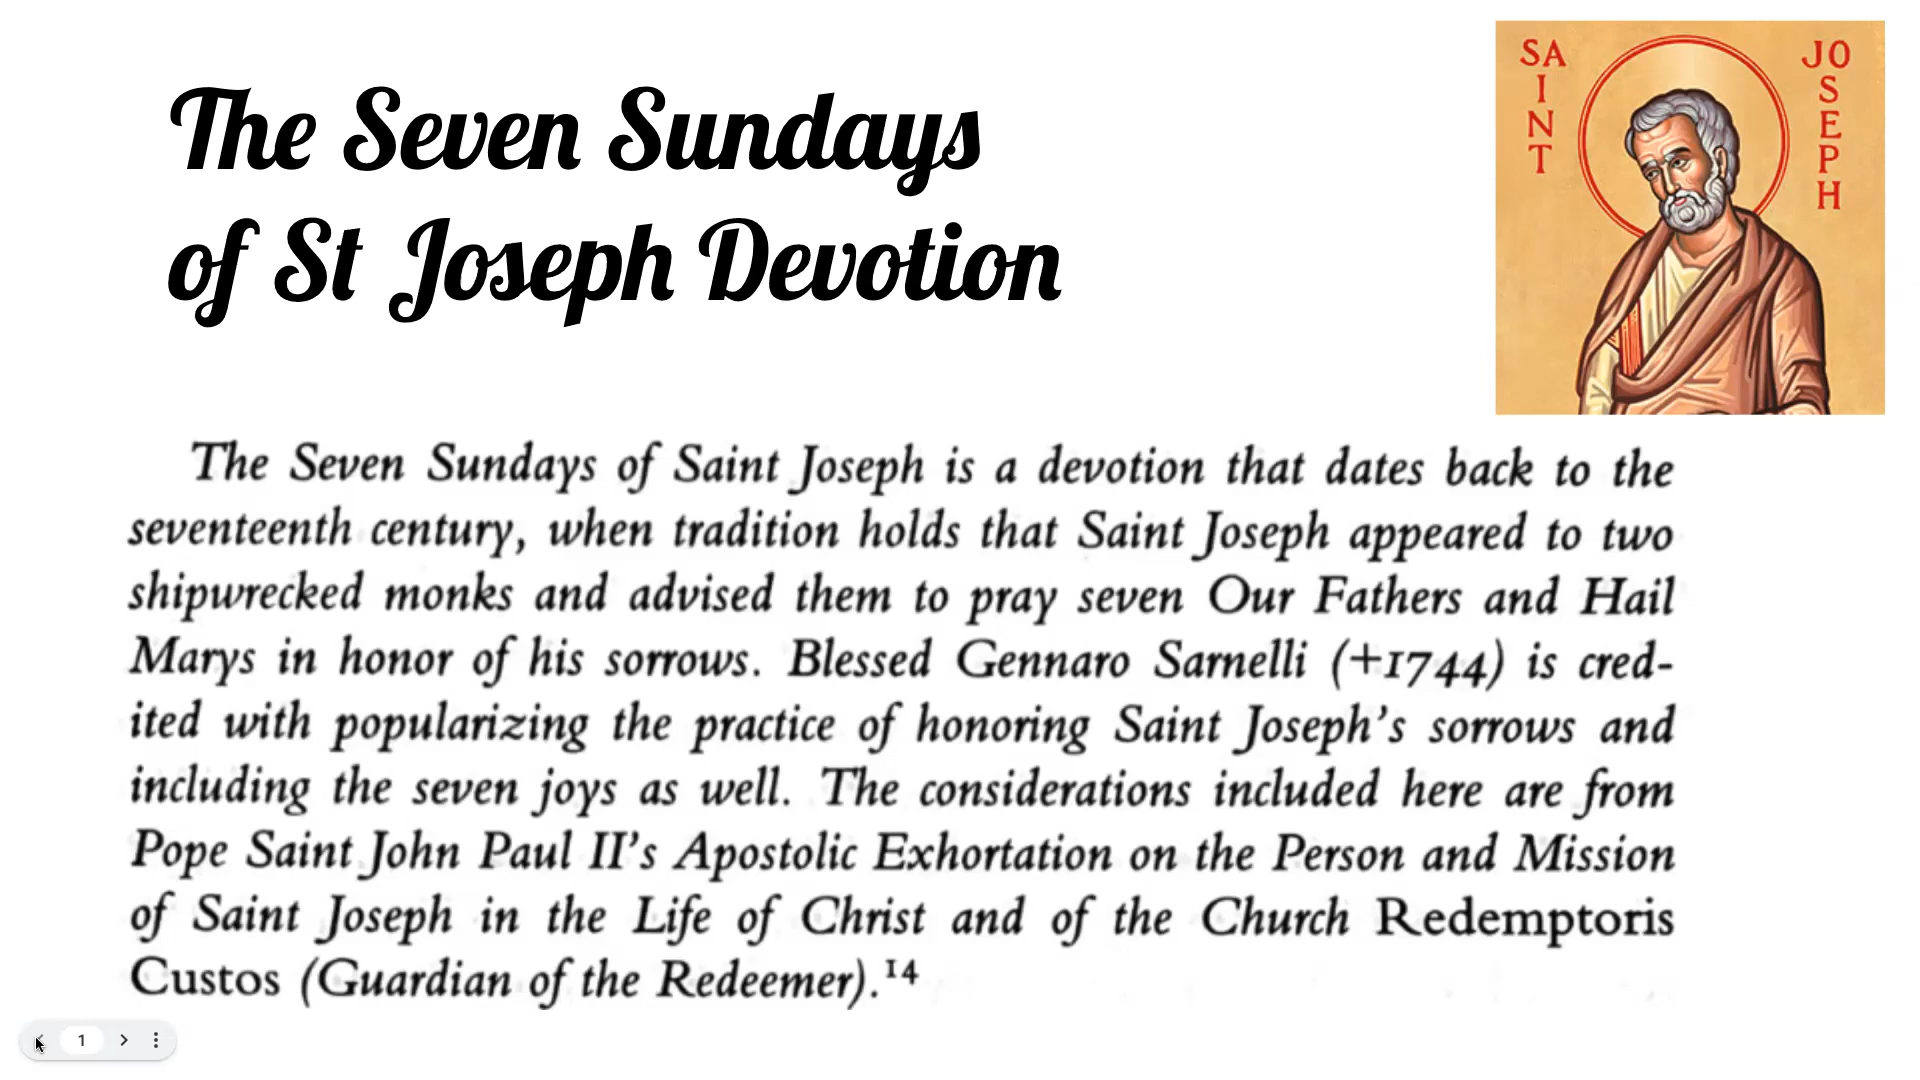 The Seven Sundays
of St Joseph Devotion
SA
I
N
T
JO
S
E
P
H
The Seven Sundays of Saint Joseph is a devotion that dates back to the
seventeenth century, when tradition holds that Saint Joseph appeared to two
shipwrecked monks and advised them to pray seven Our Fathers and Hail
Marys in honor of his sorrows. Blessed Gennaro Sarnelli (+1744) is cred-
ited with popularizing the practice of honoring Saint Joseph's sorrows and
including the seven joys as well. The considerations included here are from
Pope Saint John Paul II's Apostolic Exhortation on the Person and Mission
of Saint Joseph in the Life of Christ and of the Church Redemptoris
Custos (Guardian of the Redeemer).¹⁴
1